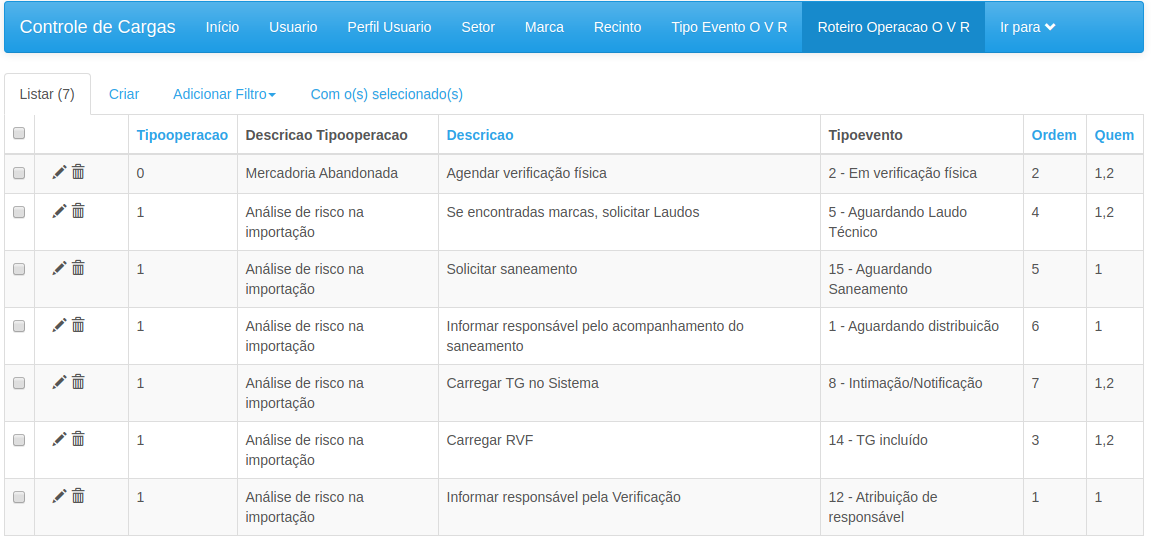 Controle de Cargas Início Usuario Perfil Usuario Setor Marca Recinto Tipo Evento O V R Roteiro Operacao O V R Ir para
Listar (7) Criar Adicionar Filtro Com o(s) selecionado(s)
Tipooperacao Descricao Tipooperacao Descricao Tipoevento Ordem Quem
0 Mercadoria Abandonada Agendar verificação física 2 - Em verificação física 2 1,2
1 Análise de risco na Se encontradas marcas, solicitar Laudos 5 - Aguardando Laudo 4 1,2
importação Técnico
1 Análise de risco na Solicitar saneamento 15 - Aguardando 5 1
importação Saneamento
1 Análise de risco na Informar responsável pelo acompanhamento do 1 - Aguardando distribuicão 6 1
importação saneamento
1 Análise de risco na Carregar TG no Sistema 8 - Intimação/Notificação 7 1,2
importação
1 Análise de risco na Carregar RVF 14 - TG incluído 3 1,2
importação
1 Análise de risco na Informar responsável pela Verificação 12 - Atribuição de 1 1
importação responsável